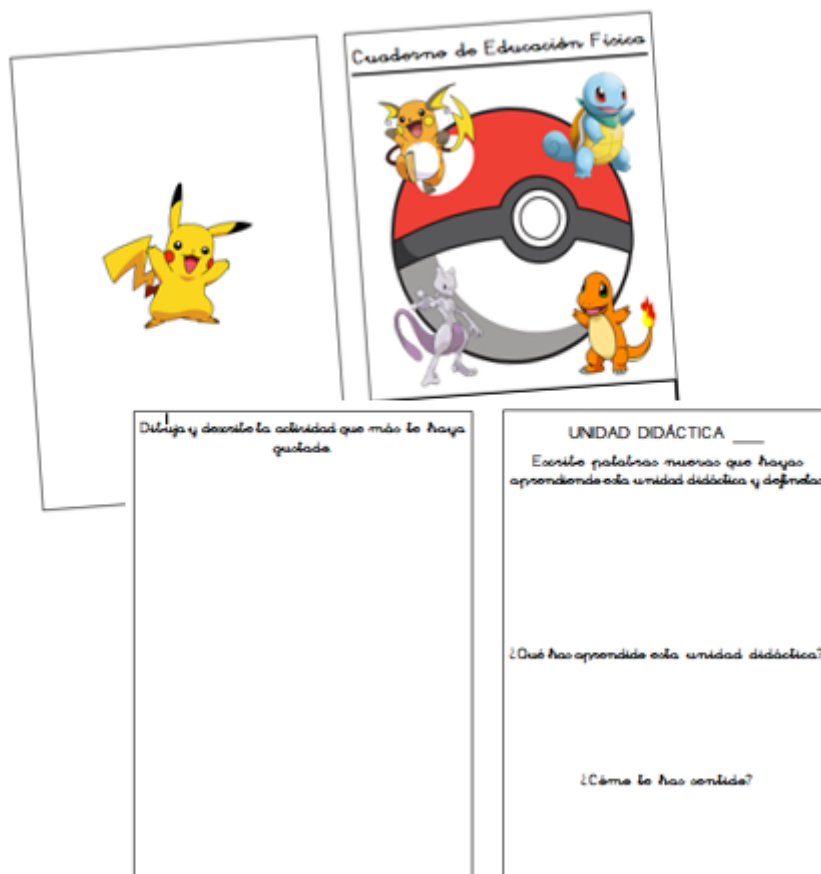 Cuaderno de Educación Física
Dibuja y describe la actividad que más te haya
gustado.
UNIDAD DIDÁCTICA ___
Escribe palabras nuevas que hayas
aprendiendo esta unidad didáctica y defínelas
¿Qué has aprendido esta unidad didáctica?
¿Cómo te has sentido?